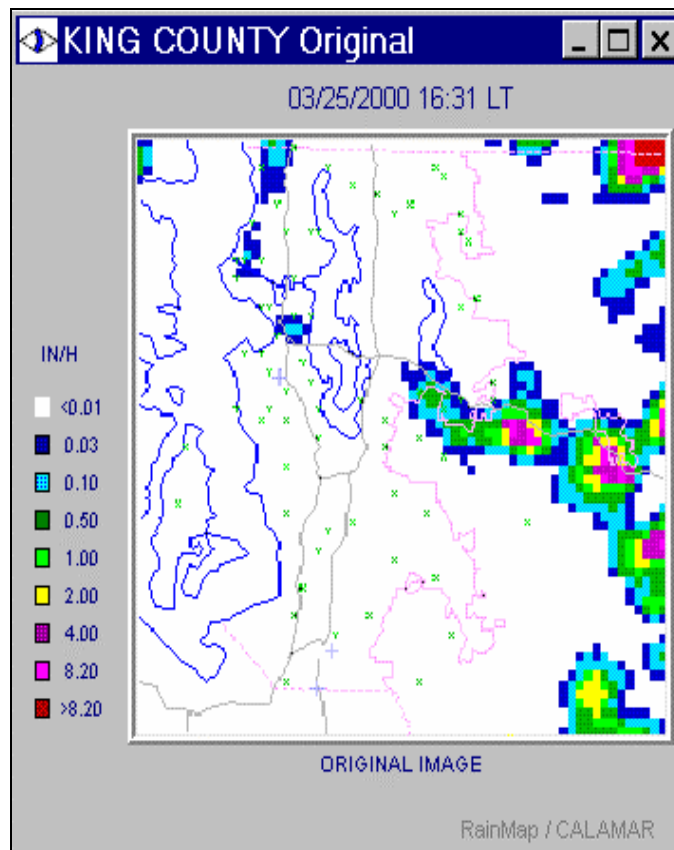 KING COUNTY Original
03/25/2000 16:31 LT
IN/H
<0.01
0.03
0.10
0.50
1.00
2.00
4.00
8.20
>8.20
ORIGINAL IMAGE
RainMap / CALAMAR